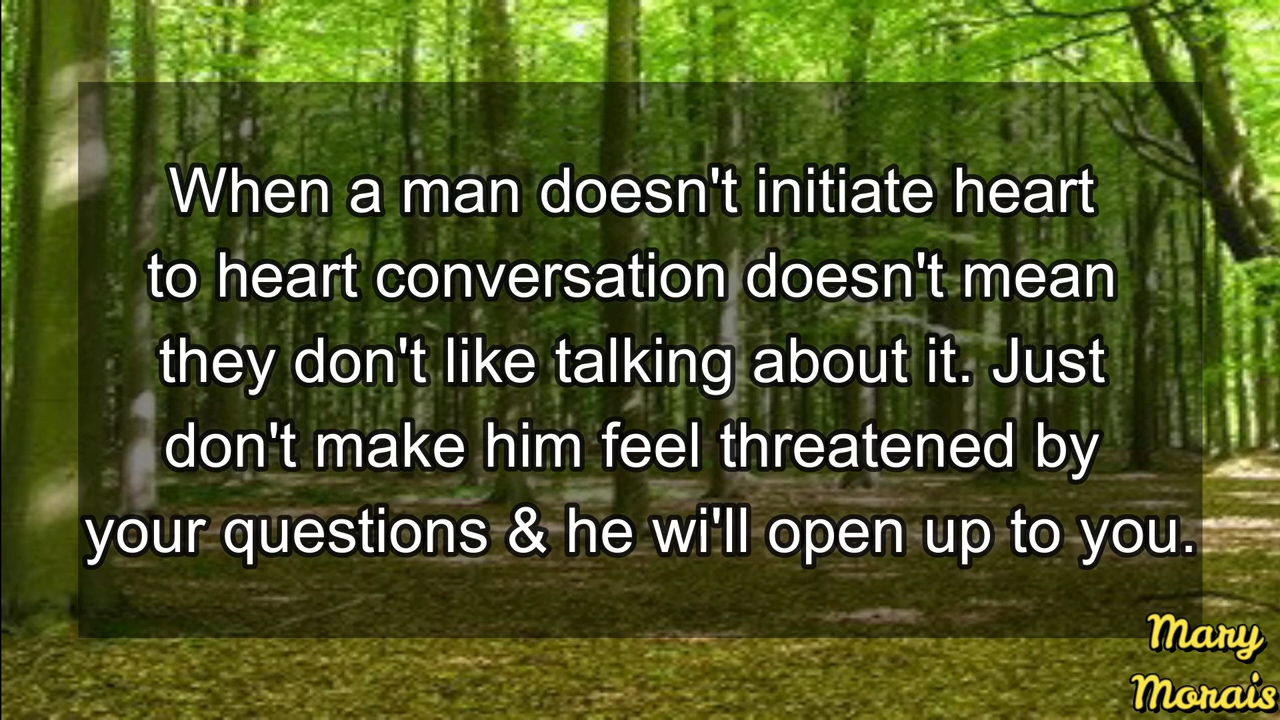 When a man doesn't initiate heart
to heart conversation doesn't mean
they don't like talking about it. Just
don't make him feel threatened by
your questions & he wi'll open up to you.
Mary
Morais